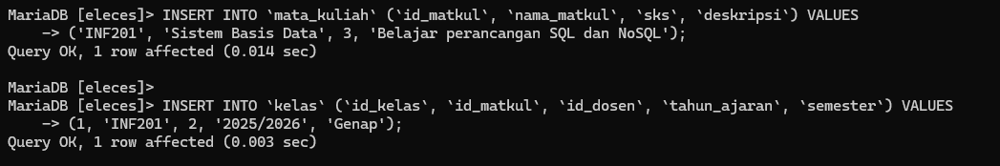 MariaDB [eleces]> INSERT INTO `mata_kuliah` (`id_matkul`, `nama_matkul`, `sks`, `deskripsi`) VALUES
    -> ('INF201', 'Sistem Basis Data', 3, 'Belajar perancangan SQL dan NoSQL');
Query OK, 1 row affected (0.014 sec)

MariaDB [eleces]>
MariaDB [eleces]> INSERT INTO `kelas` (`id_kelas`, `id_matkul`, `id_dosen`, `tahun_ajaran`, `semester`) VALUES
    -> (1, 'INF201', 2, '2025/2026', 'Genap');
Query OK, 1 row affected (0.003 sec)